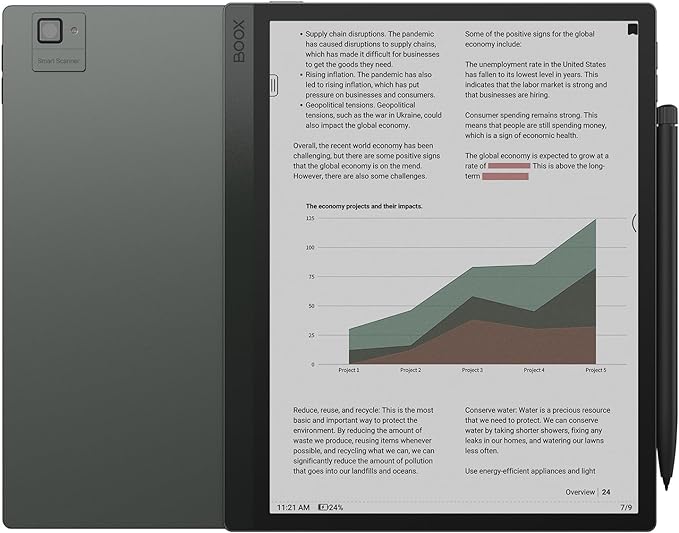 Smart Scanner
BOOX
• Supply chain disruptions. The pandemic
has caused disruptions to supply chains,
which has made it difficult for businesses
to get the goods they need.
• Rising inflation. The pandemic has also
led to rising inflation, which has put
pressure on businesses and consumers.
• Geopolitical tensions. Geopolitical
tensions, such as the war in Ukraine, could
also impact the global economy.
Overall, the recent world economy has been
challenging, but there are some positive signs
that the global economy is on the mend.
However, there are also some challenges.
Some of the positive signs for the global
economy include:
The unemployment rate in the United States
has fallen to its lowest level in years. This
indicates that the labor market is strong and
that businesses are hiring.
Consumer spending remains strong. This
means that people are still spending money,
which is a sign of economic health.
The global economy is expected to grow at a
rate of This is above the long-
term
The economy projects and their impacts.
125
100
75
50
25
0
Project 1 Project 2 Project 3 Project 4 Project 5
Reduce, reuse, and recycle: This is the most
basic and important way to protect the
environment. By reducing the amount of
waste we produce, reusing items whenever
possible, and recycling what we can, we can
significantly reduce the amount of pollution
that goes into our landfills and oceans.
Conserve water: Water is a precious resource
that we need to protect. We can conserve
water by taking shorter showers, fixing any
leaks in our homes, and watering our lawns
less often.
Use energy-efficient appliances and light
Overview | 24
11:21 AM 24% 7/9